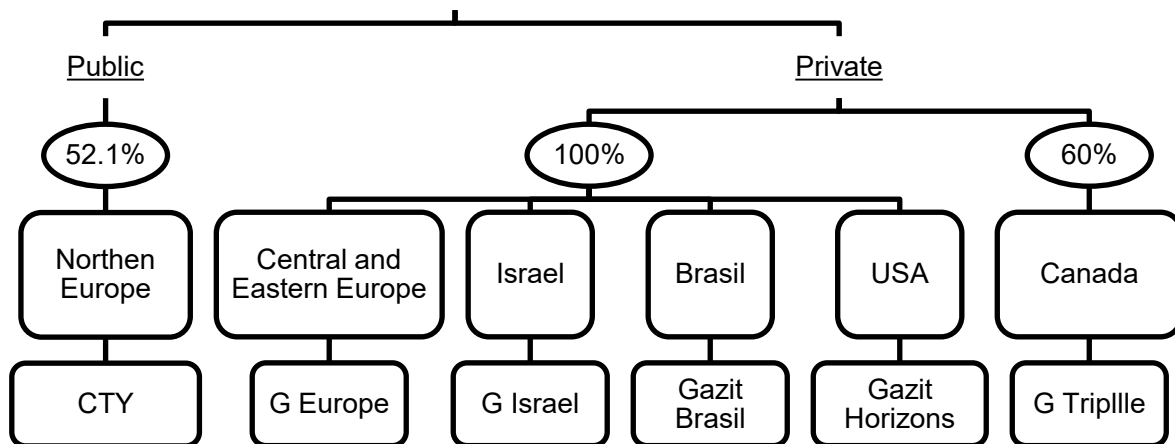 Public
Private
52.1%
100%
60%
Northen
Europe
Central and
Eastern Europe
Israel
Brasil
USA
Canada
CTY
G Europe
G Israel
Gazit
Brasil
Gazit
Horizons
G Tripllle